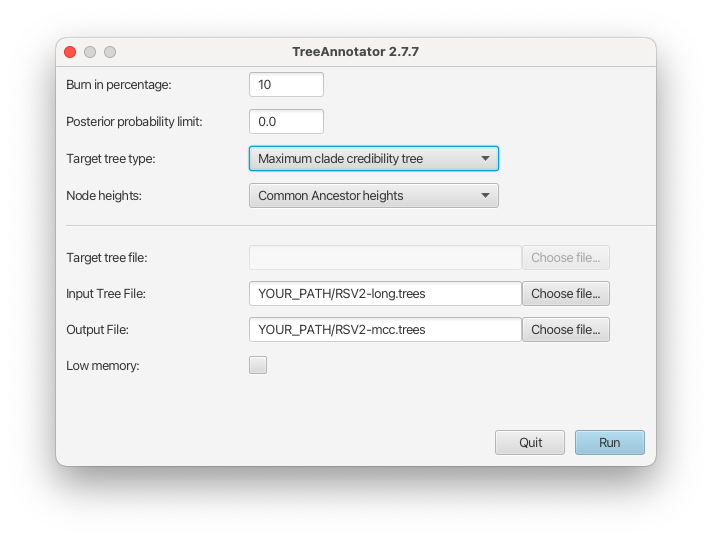 TreeAnnotator 2.7.7
Burn in percentage: 10
Posterior probability limit: 0.0
Target tree type: Maximum clade credibility tree
Node heights: Common Ancestor heights
Target tree file: Choose file...
Input Tree File: YOUR_PATH/RSV2-long.trees Choose file...
Output File: YOUR_PATH/RSV2-mcc.trees Choose file...
Low memory:
Quit Run